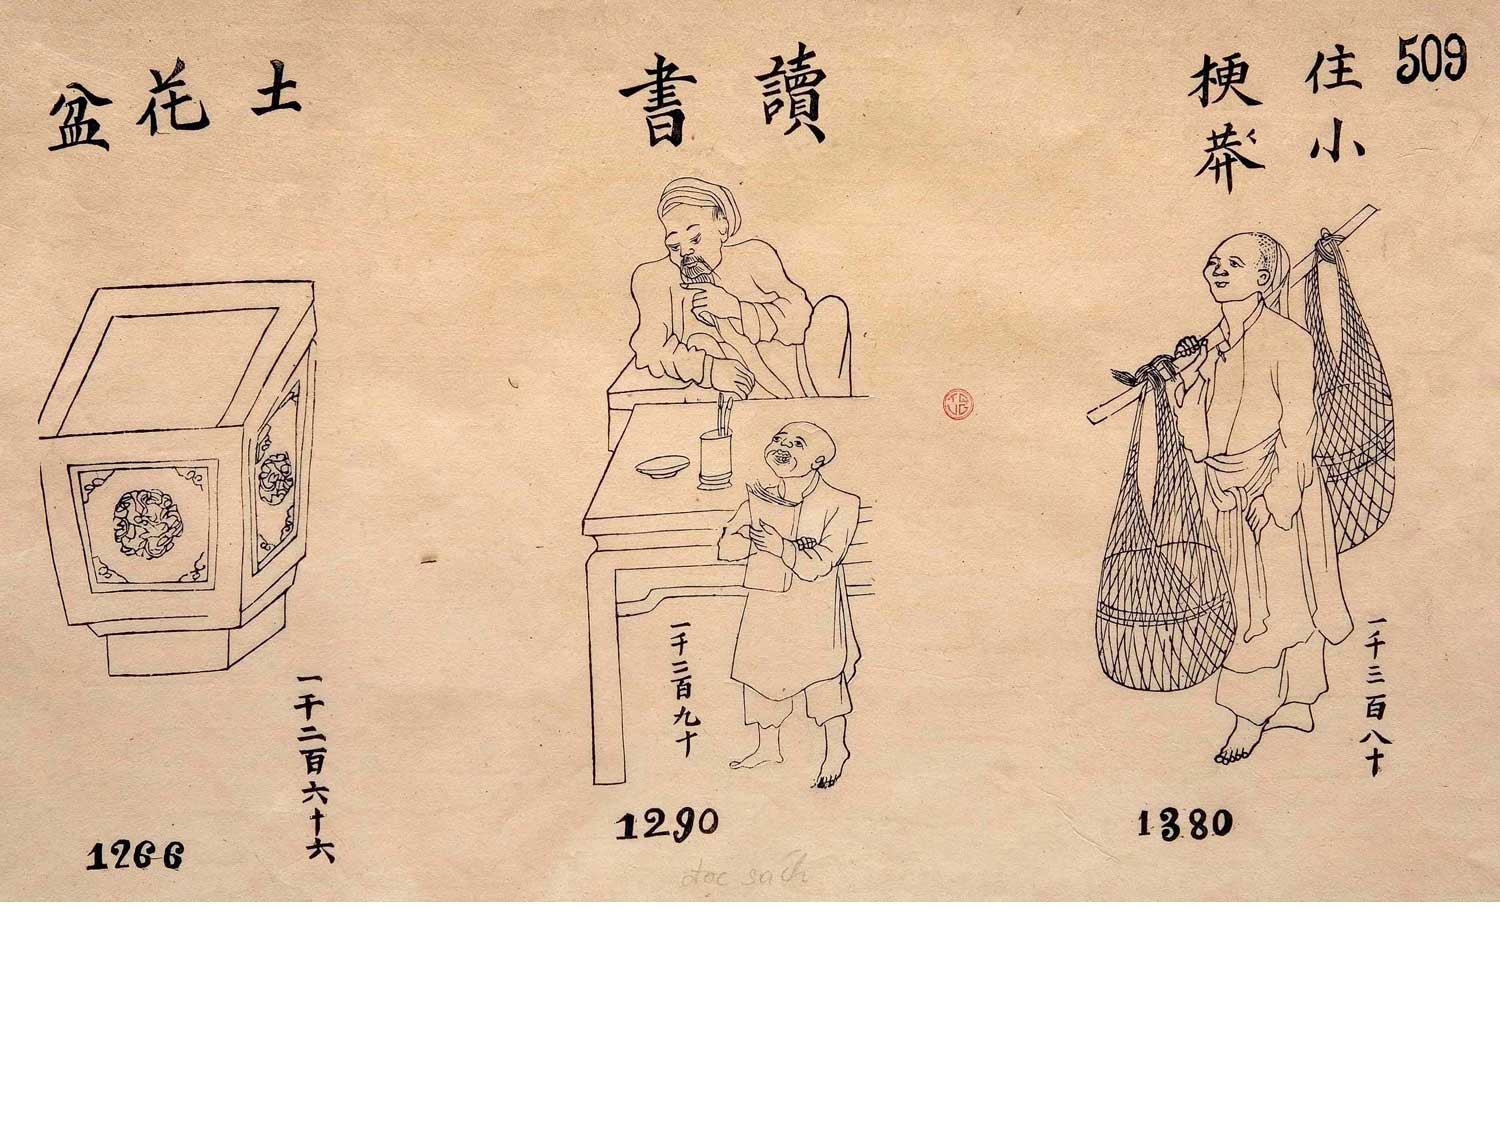 509
住小
梗莽
一千三百八十
1380
讀書
一千二百九十
1290
đọc sach
土花盆
一千二百六十六
1266